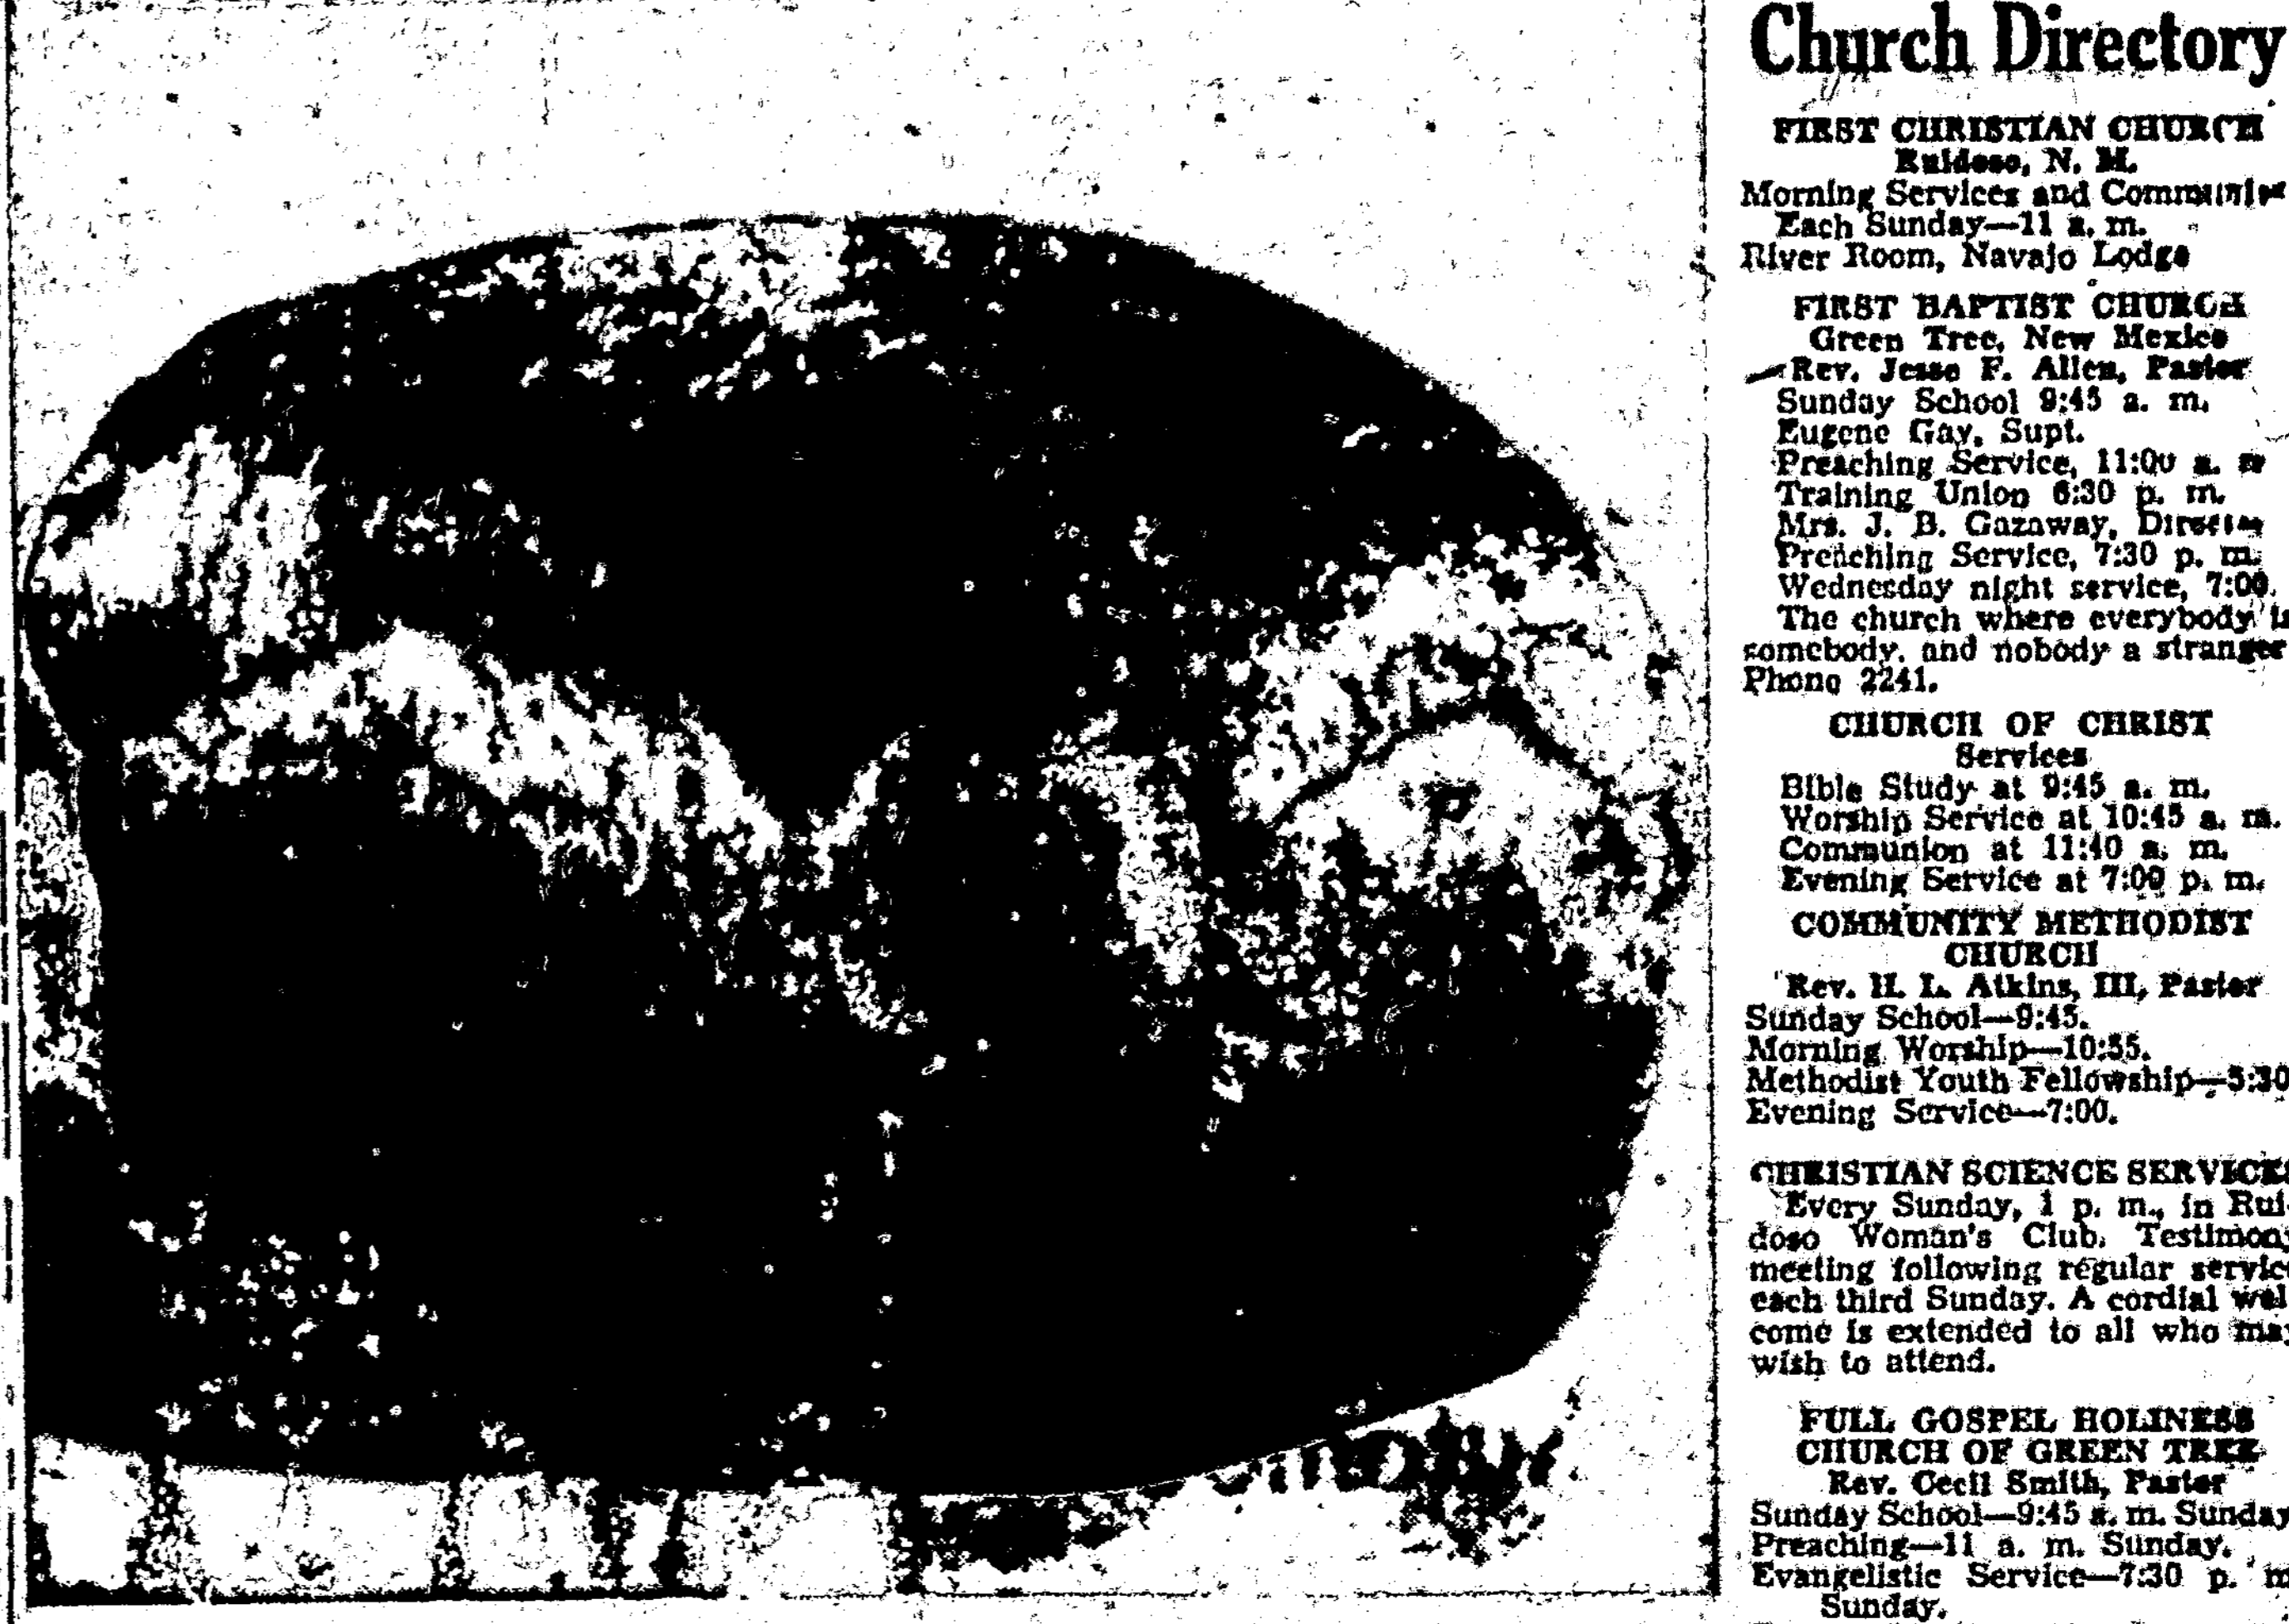 Church Directory
FIRST CHRISTIAN CHURCH
Ruidoso, N. M.
Morning Services and
Each Sunday—11 a. m.
River Room, Navajo Lodge
FIRST BAPTIST CHURCH
Green Tree, New Mexico
Rev. Jesse F. Allen, Pastor
Sunday School 9:45 a. m.
Eugene Gay, Supt.
Preaching Service, 11:00 a. m
Training Union 6:30 p. m.
Mrs. J. B. Gazaway, Director
Preaching Service, 7:30 p. m.
Wednesday night service, 7:00.
The church where everybody is
somebody, and nobody a stranger
Phone 2241.
CHURCH OF CHRIST
Services
Bible Study at 9:45 a. m.
Worship Service at 10:45 a. m.
Communion at 11:40 a. m.
Evening Service at 7:00 p. m.
COMMUNITY METHODIST
CHURCH
Rev. H. L. Atkins, III, Pastor
Sunday School—9:45.
Morning Worship—10:55.
Methodist Youth Fellowship—5:30
Evening Service—7:00.
CHRISTIAN SCIENCE SERVICES
Every Sunday, 1 p. m., in Rui-
doso Woman's Club. Testimony
meeting following regular service
each third Sunday. A cordial wel
come is extended to all who may
wish to attend.
FULL GOSPEL HOLINESS
CHURCH OF GREEN TREE
Rev. Cecil Smith, Pastor
Sunday School—9:45 a. m. Sunday
Preaching—11 a. m. Sunday.
Evangelistic Service—7:30 p. m
Sunday.